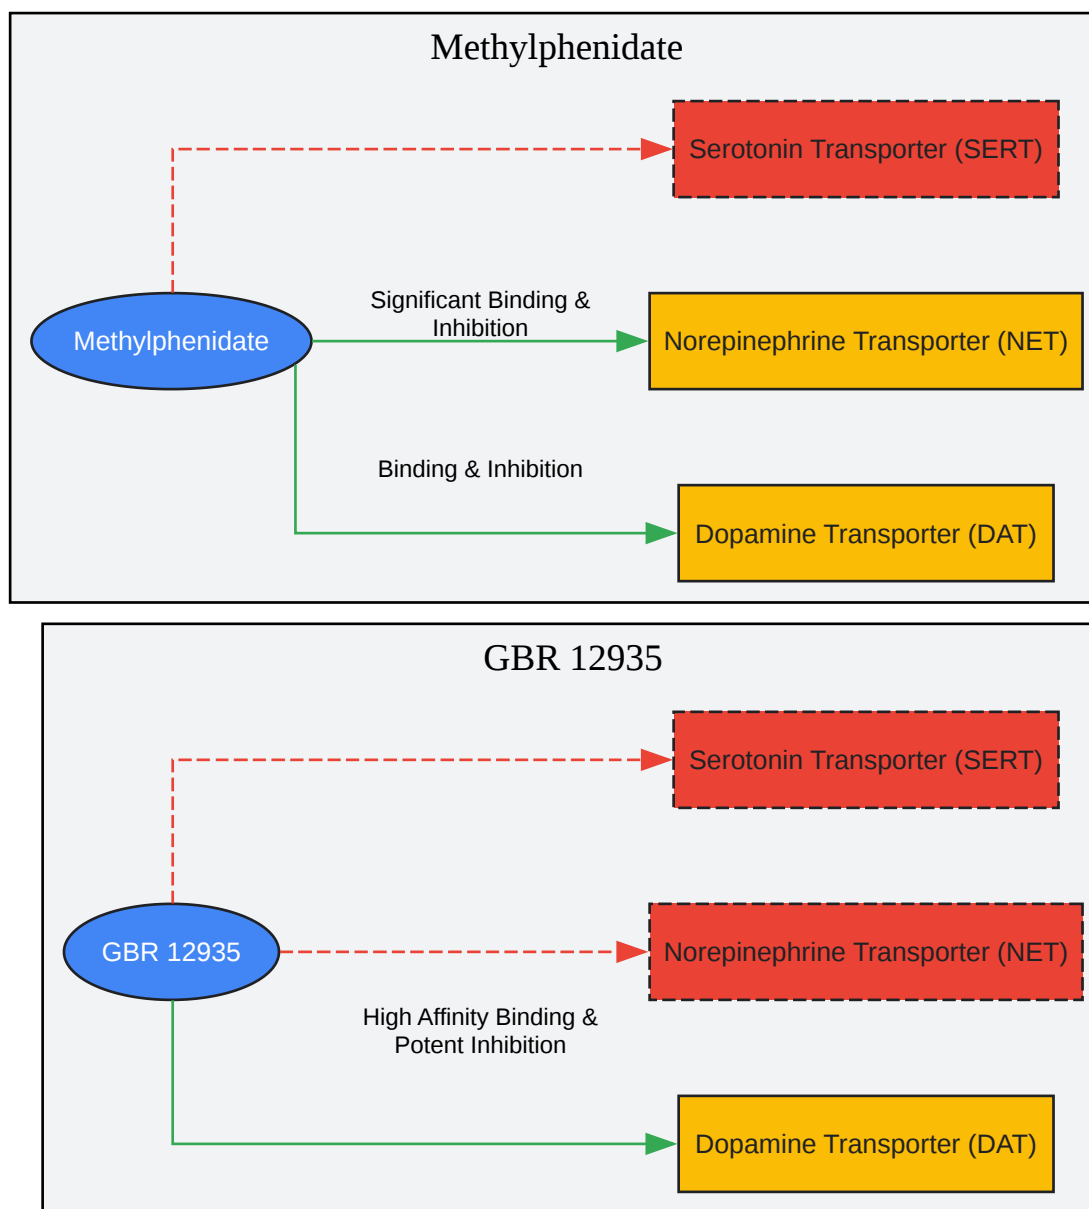 Methylphenidate
Serotonin Transporter (SERT)
Significant Binding &
Inhibition
Methylphenidate
Norepinephrine Transporter (NET)
Binding & Inhibition
Dopamine Transporter (DAT)
GBR 12935
Serotonin Transporter (SERT)
GBR 12935
Norepinephrine Transporter (NET)
High Affinity Binding &
Potent Inhibition
Dopamine Transporter (DAT)